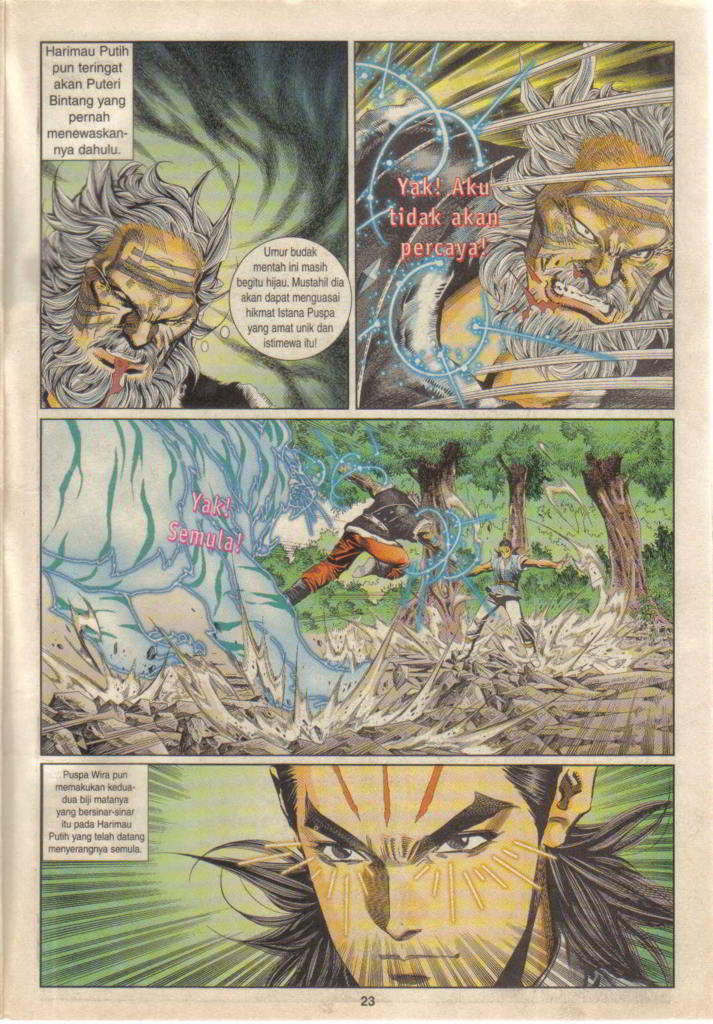 Harimau Putih
pun teringat
akan Puteri
Bintang yang
pernah
menewaskan-
nya dahulu.
Umur budak
mentah ini masih
begitu hijau. Mustahil dia
akan dapat menguasai
hikmat Istana Puspa
yang amat unik dan
istimewa itu!
Yak! Aku
tidak akan
percaya!
Yak!
Semula!
Puspa Wira pun
memakukan kedua-
dua biji matanya
yang bersinar-sinar
itu pada Harimau
Putih yang telah datang
menyerangnya semula.
23